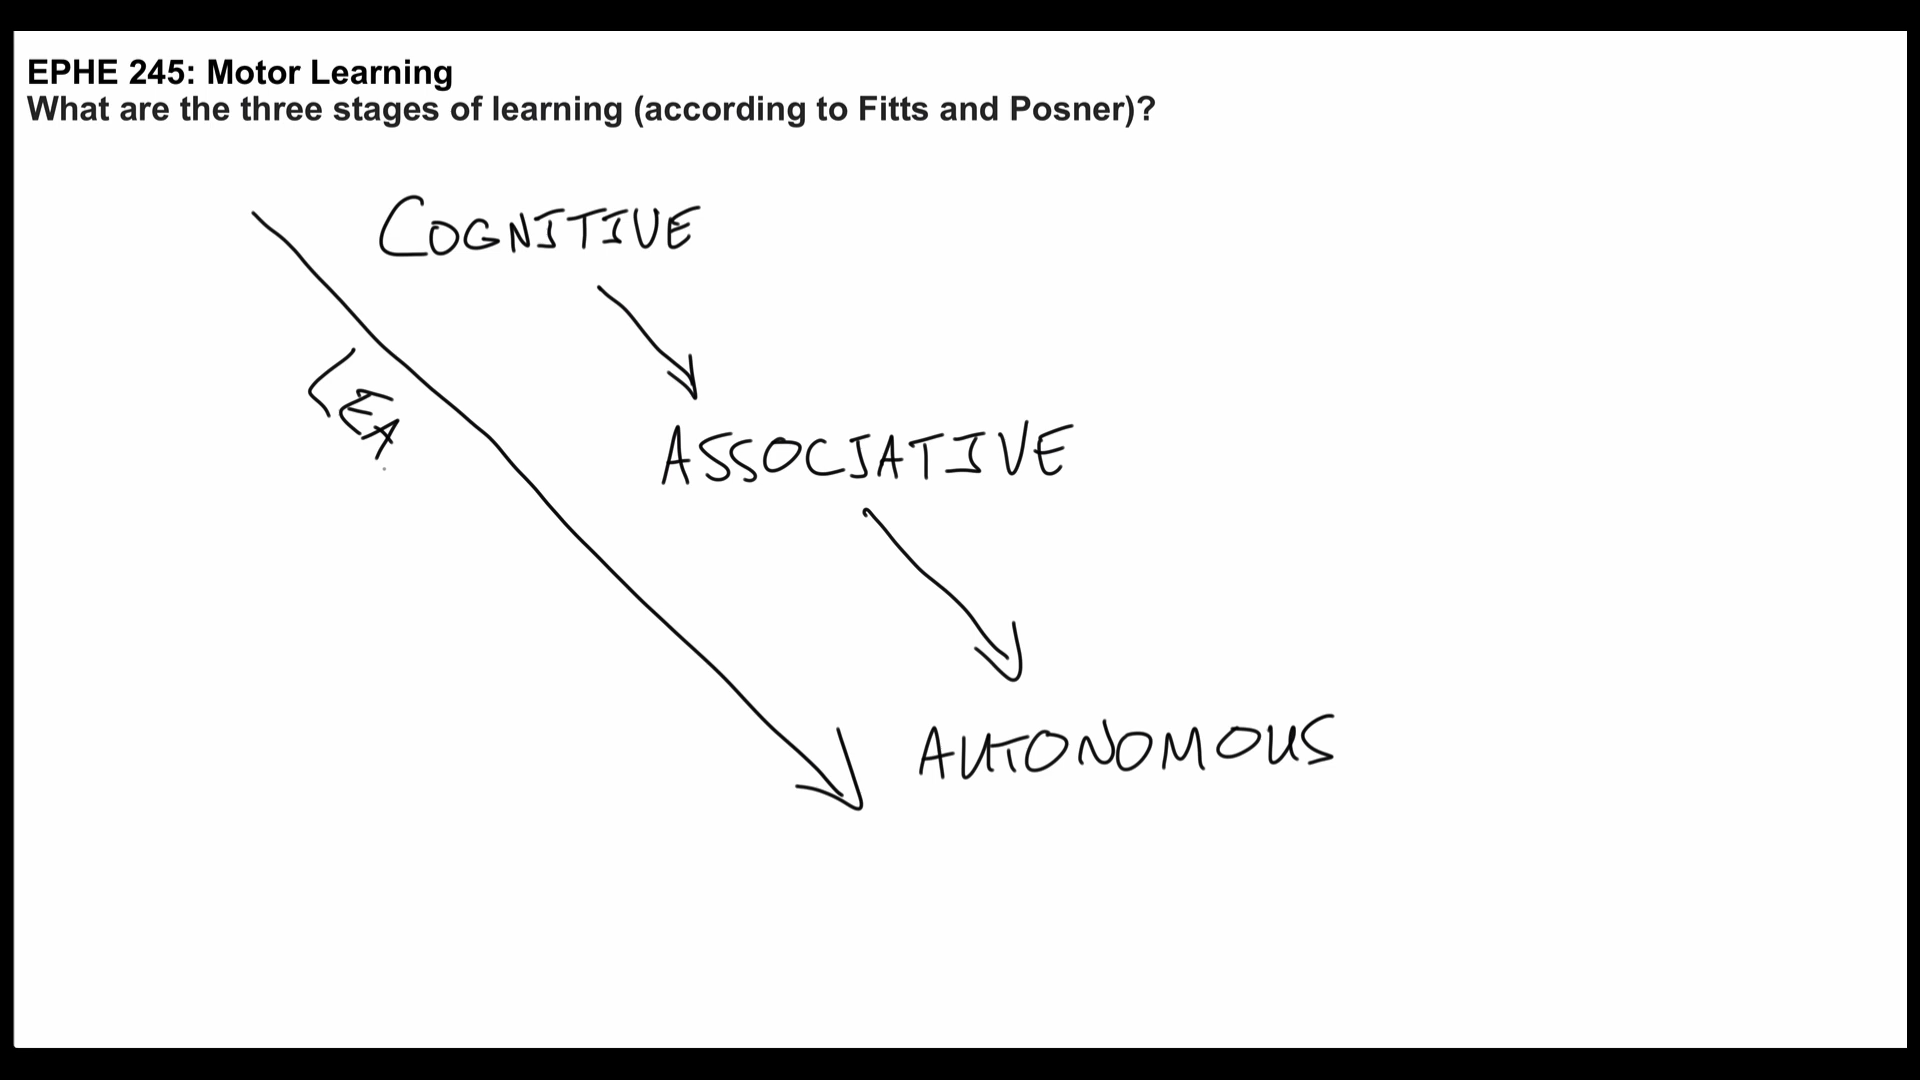 EPHE 245: Motor Learning
What are the three stages of learning (according to Fitts and Posner)?
COGNITIVE
LEA
ASSOCIATIVE
AUTONOMOUS